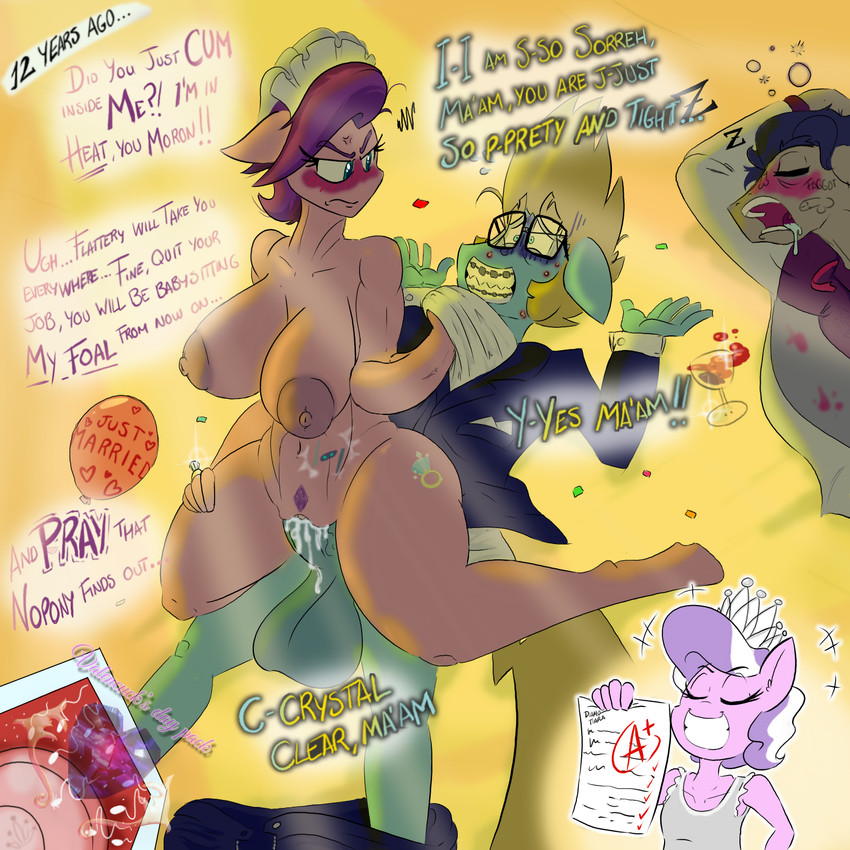 12 YEARS AGO...
DID YOU JUST CUM
INSIDE ME?! I'M IN
HEAT, YOU MORON!!
I-I AM S-SO SORREH,
MA'AM, YOU ARE J-JUST
SO P-PRETY AND TIGHT...
Z
Z
FAGGOT
UGH... FLATTERY WILL TAKE YOU
EVERYWHERE... FINE, QUIT YOUR
JOB, YOU WILL BE BABYSITTING
MY FOAL FROM NOW ON...
Y-YES MA'AM!!
JUST
MARRIED
AND PRAY THAT
NOPONY FINDS OUT...
C-CRYSTAL
CLEAR, MA'AM
TIARA
A+